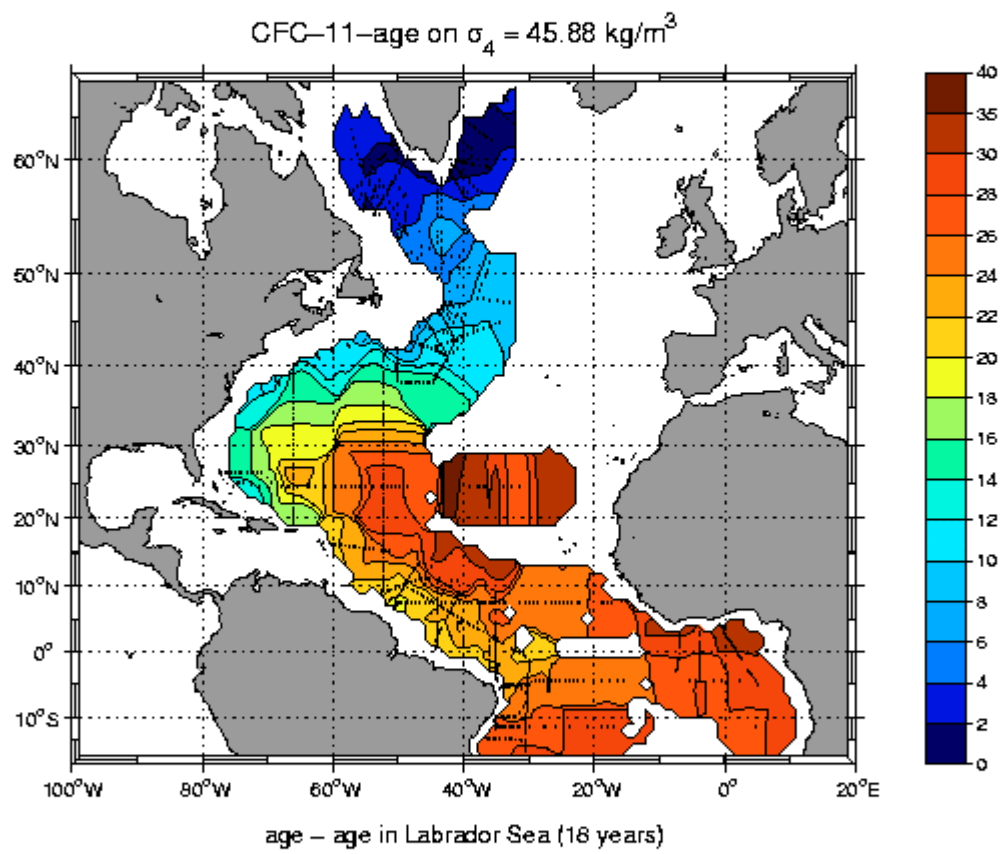 CFC–11–age on σ₄ = 45.88 kg/m³
60°N
50°N
40°N
30°N
20°N
10°N
0°
10°S
100°W 80°W 60°W 40°W 20°W 0° 20°E
40
35
30
28
26
24
22
20
18
16
14
12
10
8
6
4
2
0
age – age in Labrador Sea (18 years)